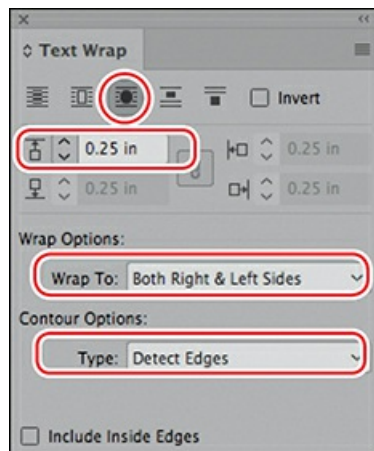 Text Wrap
Invert
0.25 in 0.25 in
0.25 in 0.25 in
Wrap Options:
Wrap To: Both Right & Left Sides
Contour Options:
Type: Detect Edges
Include Inside Edges